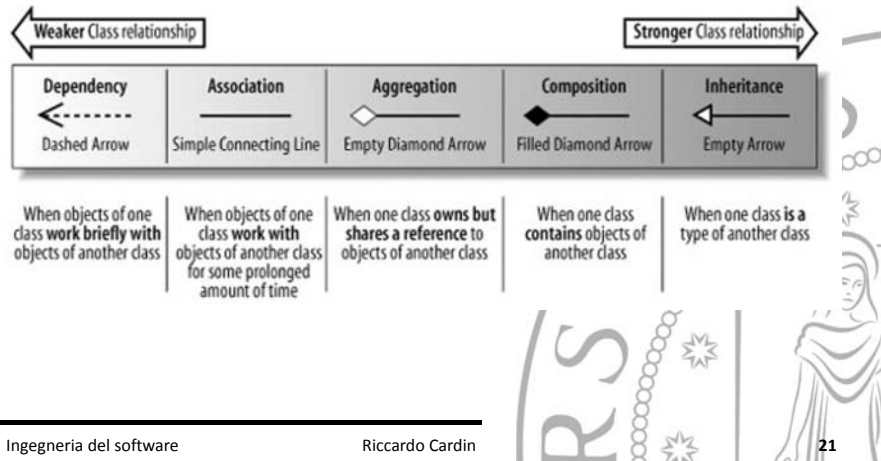 Weaker Class relationship
Stronger Class relationship
Dependency
Dashed Arrow
Association
Simple Connecting Line
Aggregation
Empty Diamond Arrow
Composition
Filled Diamond Arrow
Inheritance
Empty Arrow
When objects of one
class work briefly with
objects of another class
When objects of one
class work with
objects of another class
for some prolonged
amount of time
When one class owns but
shares a reference to
objects of another class
When one class
contains objects of
another class
When one class is a
type of another class
RS
Ingegneria del software
Riccardo Cardin
21